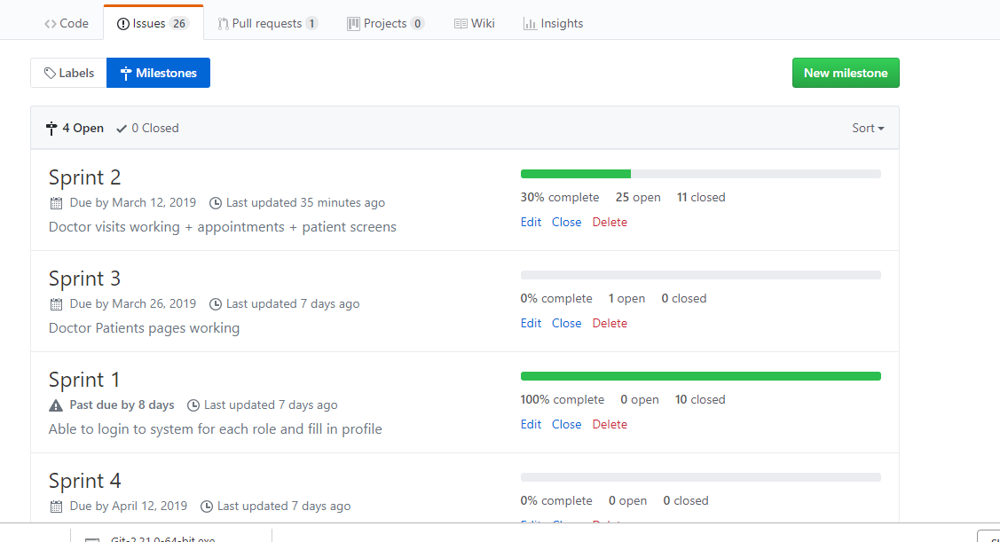 Code Issues 26 Pull requests 1 Projects 0 Wiki Insights
Labels Milestones New milestone
4 Open 0 Closed Sort
Sprint 2
Due by March 12, 2019 Last updated 35 minutes ago
Doctor visits working + appointments + patient screens
30% complete 25 open 11 closed
Edit Close Delete
Sprint 3
Due by March 26, 2019 Last updated 7 days ago
Doctor Patients pages working
0% complete 1 open 0 closed
Edit Close Delete
Sprint 1
Past due by 8 days Last updated 7 days ago
Able to login to system for each role and fill in profile
100% complete 0 open 10 closed
Edit Close Delete
Sprint 4
Due by April 12, 2019 Last updated 7 days ago
0% complete 0 open 0 closed
Edit Close Delete
Git-2.21.0-64-bit.exe